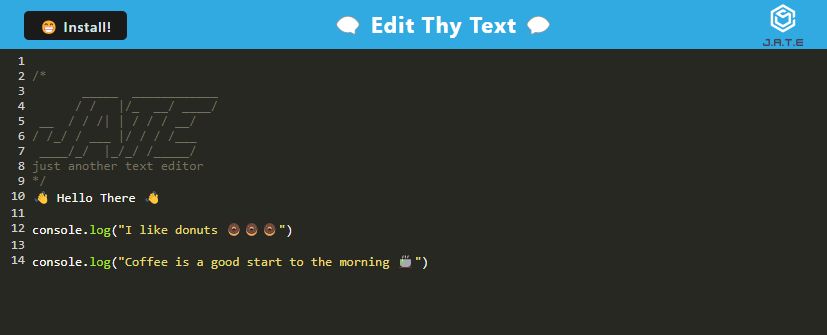 😁 Install!
🗨 Edit Thy Text 💬
J.A.T.E
1
2 /*
3        _____  ____________
4       / /   |/_  __/ ____/
5  __  / / /| | / / / __/
6 / /_/ / ___ |/ / / /___
7  ____/_/  |_/_/ /_____/
8 just another text editor
9 */
10 👋 Hello There 👋
11
12 console.log("I like donuts 🍩🍩🍩")
13
14 console.log("Coffee is a good start to the morning ☕")